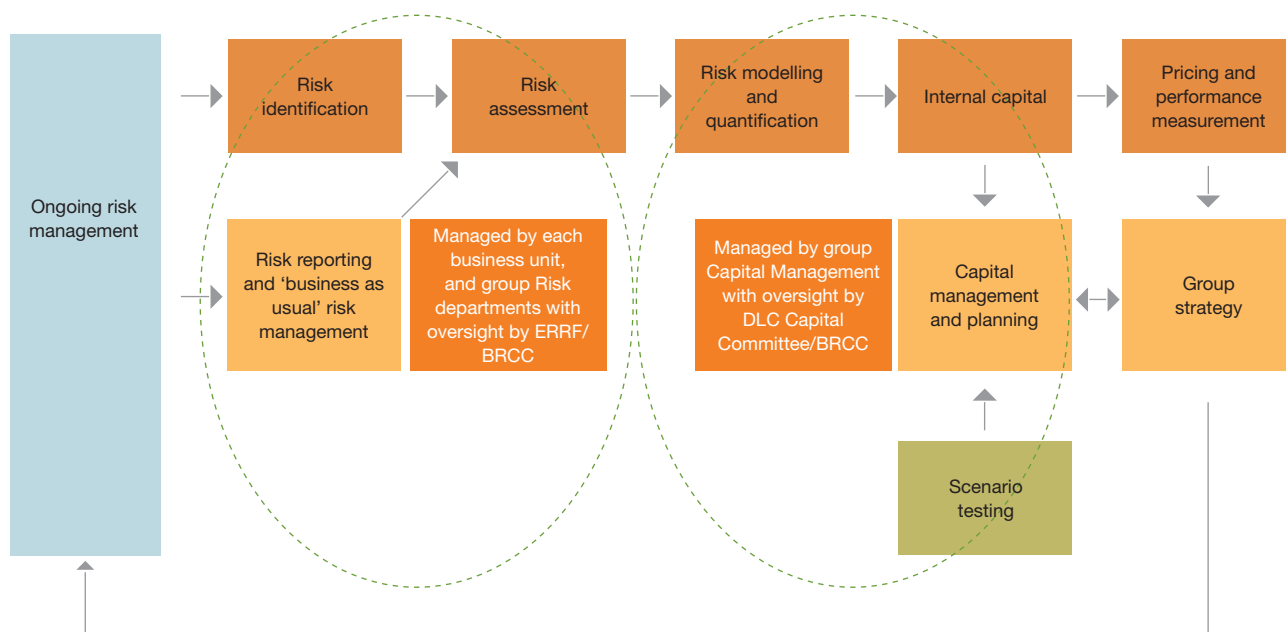 Ongoing risk
management
Risk
identification
Risk
assessment
Risk modelling
and
quantification
Internal capital
Pricing and
performance
measurement
Risk reporting
and ‘business as
usual’ risk
management
Managed by each
business unit,
and group Risk
departments with
oversight by ERRF/
BRCC
Managed by group
Capital Management
with oversight by
DLC Capital
Committee/BRCC
Capital
management
and planning
Group
strategy
Scenario
testing